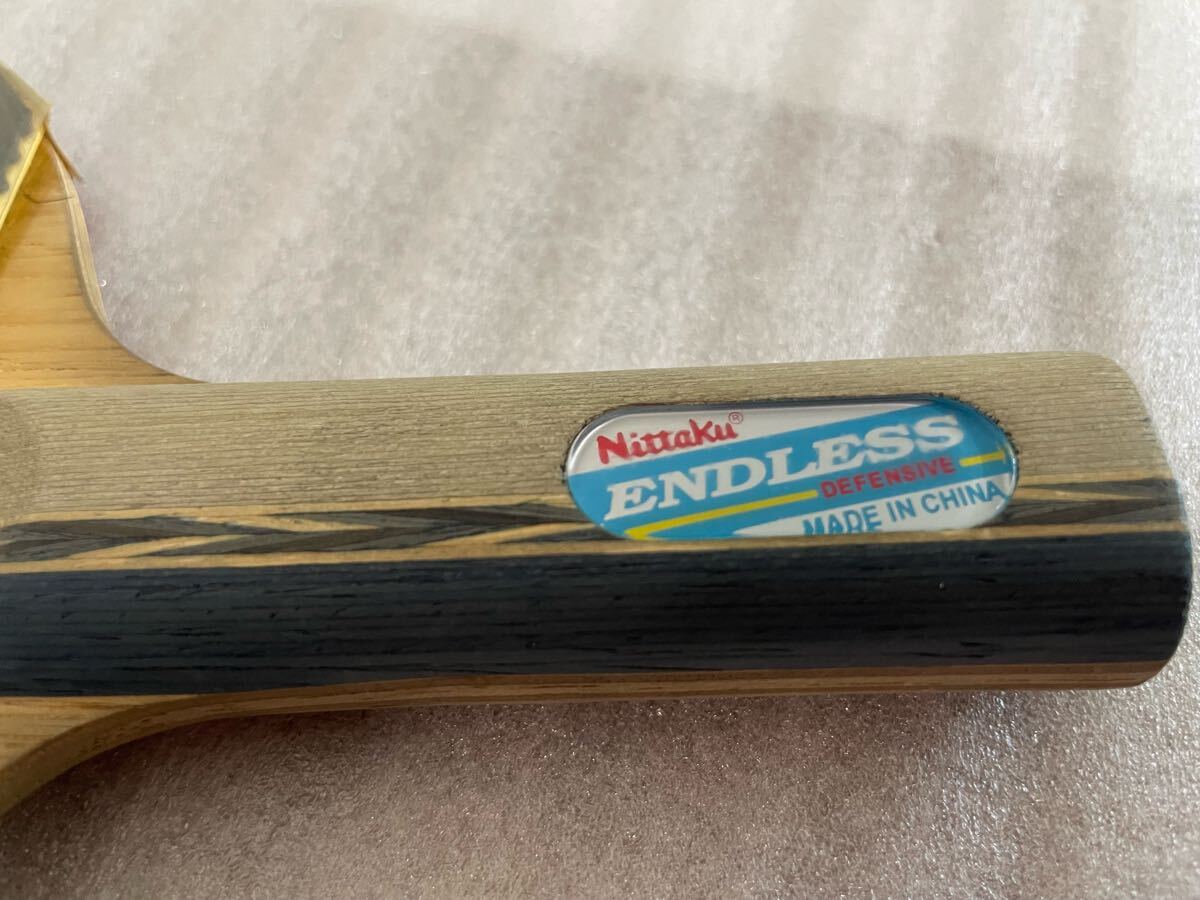 Nittaku®
ENDLESS
DEFENSIVE
MADE IN CHINA